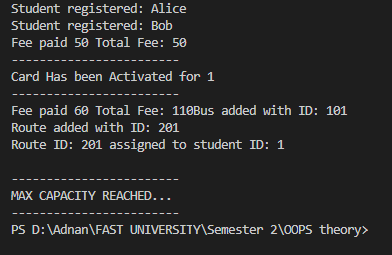 Student registered: Alice
Student registered: Bob
Fee paid 50 Total Fee: 50
-------------------------
Card Has been Activated for 1
-------------------------
Fee paid 60 Total Fee: 110Bus added with ID: 101
Route added with ID: 201
Route ID: 201 assigned to student ID: 1
-------------------------
MAX CAPACITY REACHED...
-------------------------
PS D:\Adnan\FAST UNIVERSITY\Semester 2\OOPS theory>